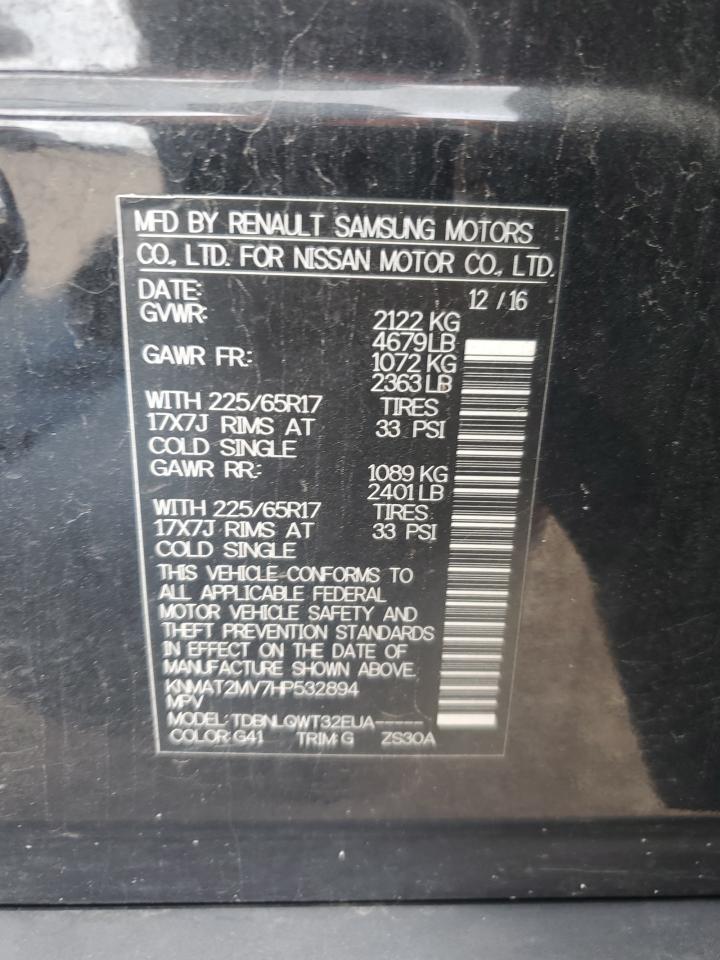 MFD BY RENAULT SAMSUNG MOTORS
CO., LTD. FOR NISSAN MOTOR CO., LTD.
DATE: 12 / 16
GVWR: 2122 KG
4679LB
GAWR FR: 1072 KG
2363LB
WITH 225/65R17 TIRES
17X7J RIMS AT 33 PSI
COLD SINGLE
GAWR RR: 1089 KG
2401LB
WITH 225/65R17 TIRES
17X7J RIMS AT 33 PSI
COLD SINGLE
THIS VEHICLE CONFORMS TO
ALL APPLICABLE FEDERAL
MOTOR VEHICLE SAFETY AND
THEFT PREVENTION STANDARDS
IN EFFECT ON THE DATE OF
MANUFACTURE SHOWN ABOVE.
KNMAT2MV7HP532894
MPV
MODEL: TDBNLQWT32EUA-----
COLOR:G41 TRIM:G ZS30A